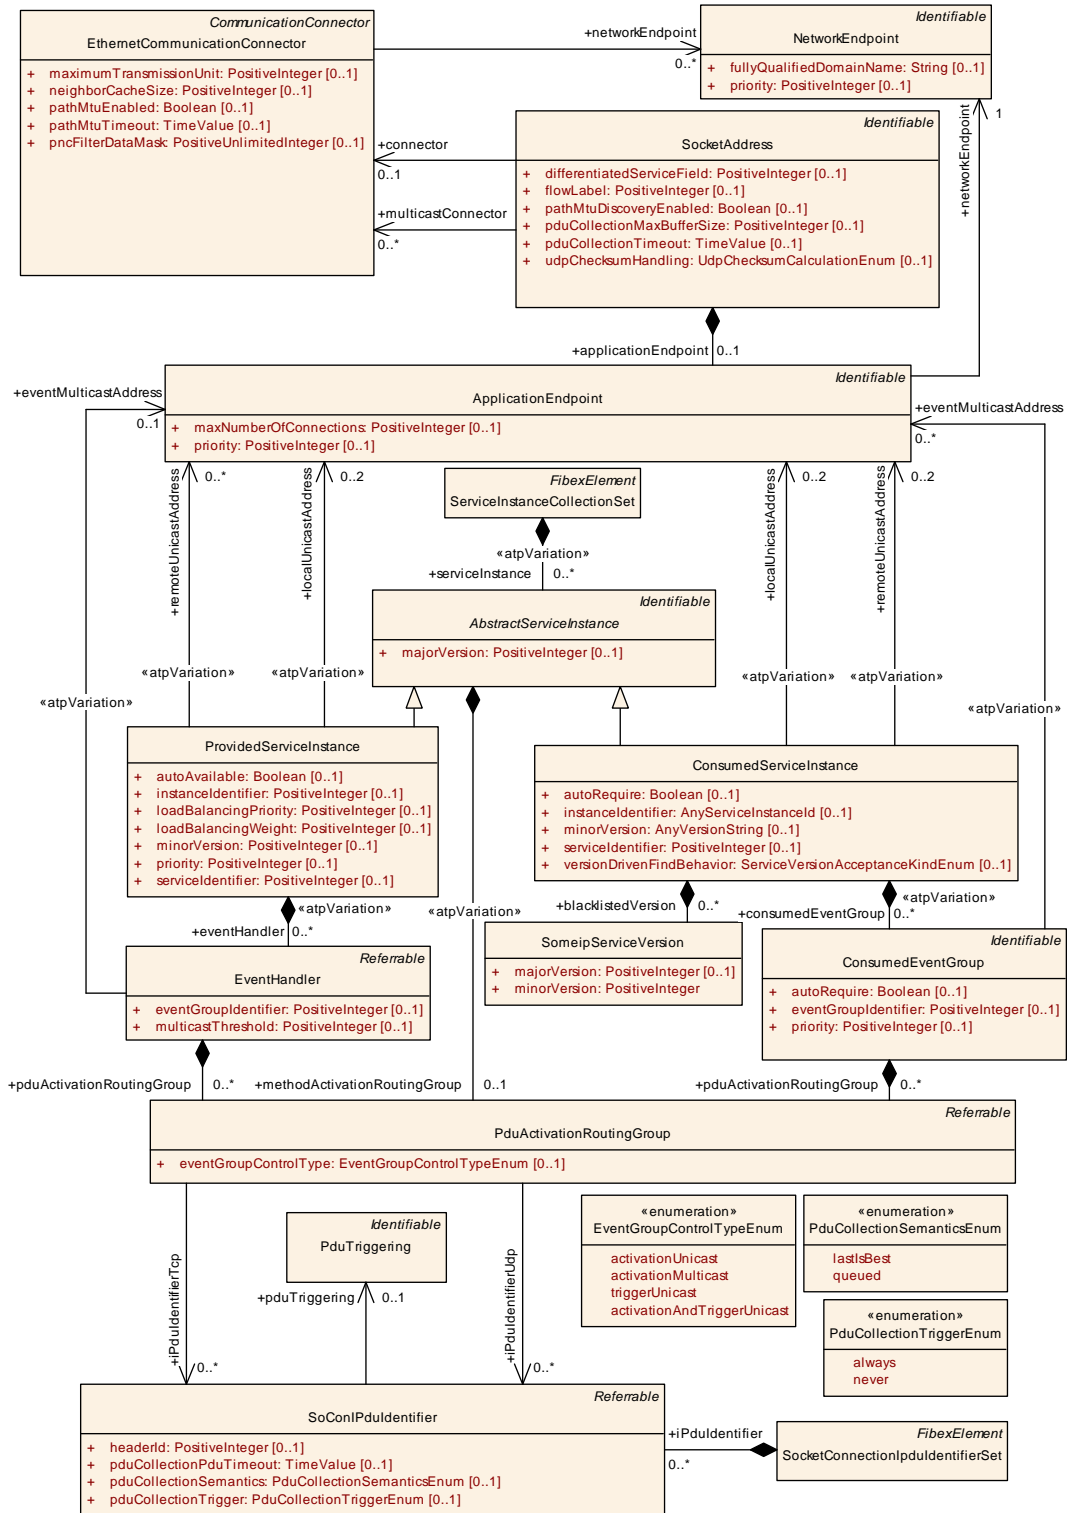 CommunicationConnector
EthernetCommunicationConnector
+ maximumTransmissionUnit: PositiveInteger [0..1]
+ neighborCacheSize: PositiveInteger [0..1]
+ pathMtuEnabled: Boolean [0..1]
+ pathMtuTimeout: TimeValue [0..1]
+ pncFilterDataMask: PositiveUnlimitedInteger [0..1]
+networkEndpoint
0..*
Identifiable
NetworkEndpoint
+ fullyQualifiedDomainName: String [0..1]
+ priority: PositiveInteger [0..1]
+connector
0..1
+multicastConnector
0..*
Identifiable
SocketAddress
+ differentiatedServiceField: PositiveInteger [0..1]
+ flowLabel: PositiveInteger [0..1]
+ pathMtuDiscoveryEnabled: Boolean [0..1]
+ pduCollectionMaxBufferSize: PositiveInteger [0..1]
+ pduCollectionTimeout: TimeValue [0..1]
+ udpChecksumHandling: UdpChecksumCalculationEnum [0..1]
1
+networkEndpoint
+applicationEndpoint
0..1
Identifiable
ApplicationEndpoint
+ maxNumberOfConnections: PositiveInteger [0..1]
+ priority: PositiveInteger [0..1]
+eventMulticastAddress
0..1
+eventMulticastAddress
0..*
+remoteUnicastAddress
0..*
«atpVariation»
+localUnicastAddress
0..2
«atpVariation»
+localUnicastAddress
0..2
«atpVariation»
+remoteUnicastAddress
0..2
«atpVariation»
«atpVariation»
«atpVariation»
FibexElement
ServiceInstanceCollectionSet
«atpVariation»
+serviceInstance
0..*
Identifiable
AbstractServiceInstance
+ majorVersion: PositiveInteger [0..1]
ProvidedServiceInstance
+ autoAvailable: Boolean [0..1]
+ instanceIdentifier: PositiveInteger [0..1]
+ loadBalancingPriority: PositiveInteger [0..1]
+ loadBalancingWeight: PositiveInteger [0..1]
+ minorVersion: PositiveInteger [0..1]
+ priority: PositiveInteger [0..1]
+ serviceIdentifier: PositiveInteger [0..1]
ConsumedServiceInstance
+ autoRequire: Boolean [0..1]
+ instanceIdentifier: AnyServiceInstanceId [0..1]
+ minorVersion: AnyVersionString [0..1]
+ serviceIdentifier: PositiveInteger [0..1]
+ versionDrivenFindBehavior: ServiceVersionAcceptanceKindEnum [0..1]
«atpVariation»
+eventHandler
0..*
«atpVariation»
+blacklistedVersion
0..*
«atpVariation»
+consumedEventGroup
0..*
Referrable
EventHandler
+ eventGroupIdentifier: PositiveInteger [0..1]
+ multicastThreshold: PositiveInteger [0..1]
SomeipServiceVersion
+ majorVersion: PositiveInteger [0..1]
+ minorVersion: PositiveInteger
Identifiable
ConsumedEventGroup
+ autoRequire: Boolean [0..1]
+ eventGroupIdentifier: PositiveInteger [0..1]
+ priority: PositiveInteger [0..1]
+pduActivationRoutingGroup
0..*
+methodActivationRoutingGroup
0..1
+pduActivationRoutingGroup
0..*
Referrable
PduActivationRoutingGroup
+ eventGroupControlType: EventGroupControlTypeEnum [0..1]
+iPduIdentifierTcp
0..*
+iPduIdentifierUdp
0..*
Identifiable
PduTriggering
+pduTriggering
0..1
«enumeration»
EventGroupControlTypeEnum
activationUnicast
activationMulticast
triggerUnicast
activationAndTriggerUnicast
«enumeration»
PduCollectionSemanticsEnum
lastIsBest
queued
«enumeration»
PduCollectionTriggerEnum
always
never
Referrable
SoConIPduIdentifier
+ headerId: PositiveInteger [0..1]
+ pduCollectionPduTimeout: TimeValue [0..1]
+ pduCollectionSemantics: PduCollectionSemanticsEnum [0..1]
+ pduCollectionTrigger: PduCollectionTriggerEnum [0..1]
+iPduIdentifier
0..*
FibexElement
SocketConnectionIpduIdentifierSet